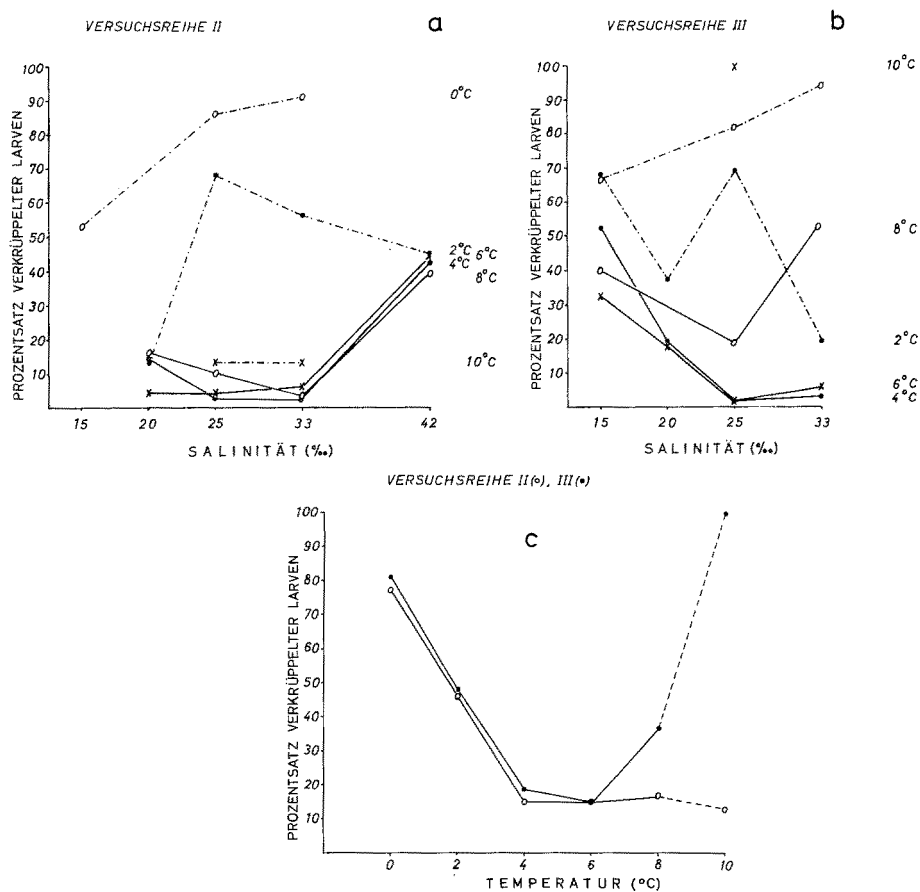 VERSUCHSREIHE II
a
PROZENTSATZ VERKRÜPPELTER LARVEN
100
90
80
70
60
50
40
30
20
10
15
20
25
33
42
SALINITÄT (‰)
0°C
2°C 6°C
4°C
8°C
10°C
VERSUCHSREIHE III
b
PROZENTSATZ VERKRÜPPELTER LARVEN
100
90
80
70
60
50
40
30
20
10
15
20
25
33
SALINITÄT (‰)
10°C
8°C
2°C
6°C
4°C
VERSUCHSREIHE II(o), III(•)
c
PROZENTSATZ VERKRÜPPELTER LARVEN
100
90
80
70
60
50
40
30
20
10
0
2
4
6
8
10
TEMPERATUR (°C)